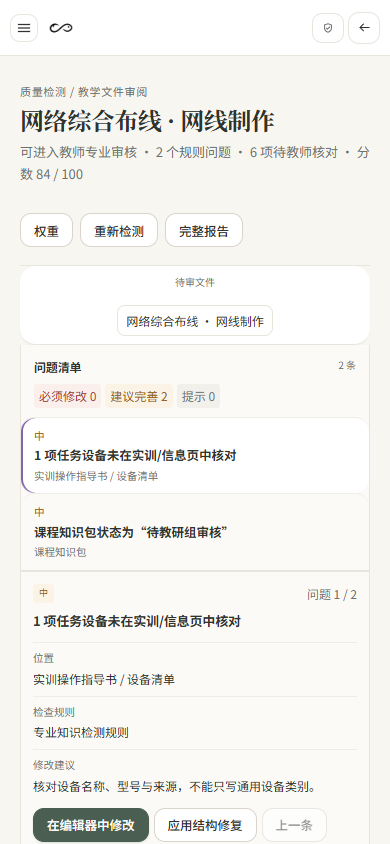 质量检测 / 教学文件审阅
网络综合布线 · 网线制作
可进入教师专业审核 · 2 个规则问题 · 6 项待教师核对 · 分
数 84 / 100
权重
重新检测
完整报告
待审文件
网络综合布线 · 网线制作
问题清单
2 条
必须修改 0
建议完善 2
提示 0
中
1 项任务设备未在实训/信息页中核对
实训操作指导书 / 设备清单
中
课程知识包状态为“待教研组审核”
课程知识包
中
问题 1 / 2
1 项任务设备未在实训/信息页中核对
位置
实训操作指导书 / 设备清单
检查规则
专业知识检测规则
修改建议
核对设备名称、型号与来源，不能只写通用设备类别。
在编辑器中修改
应用结构修复
上一条